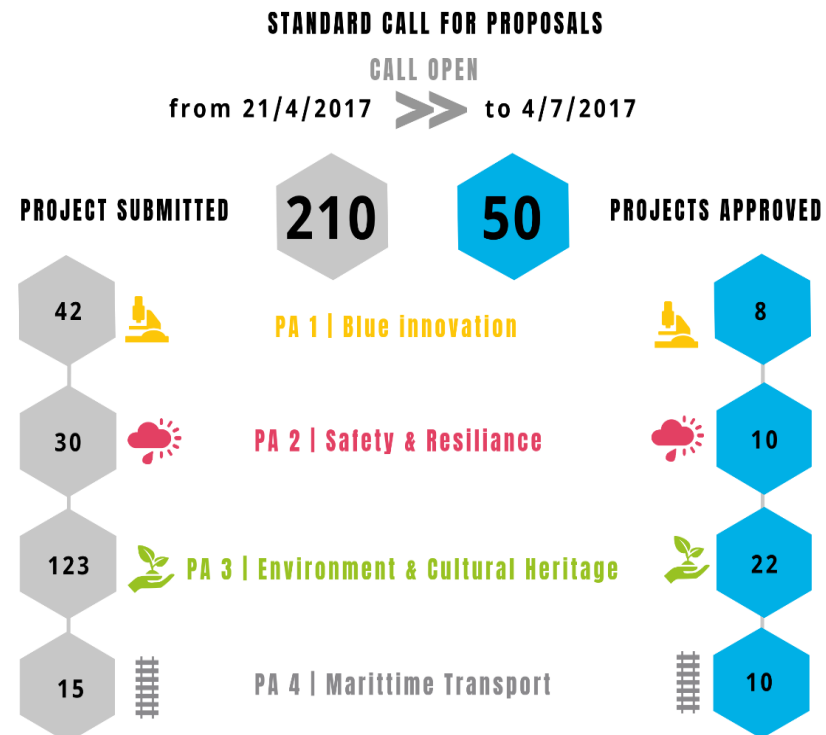 STANDARD CALL FOR PROPOSALS
CALL OPEN
from 21/4/2017 >> to 4/7/2017
PROJECT SUBMITTED 210 50 PROJECTS APPROVED
42 PA 1 | Blue innovation 8
30 PA 2 | Safety & Resiliance 10
123 PA 3 | Environment & Cultural Heritage 22
15 PA 4 | Marittime Transport 10